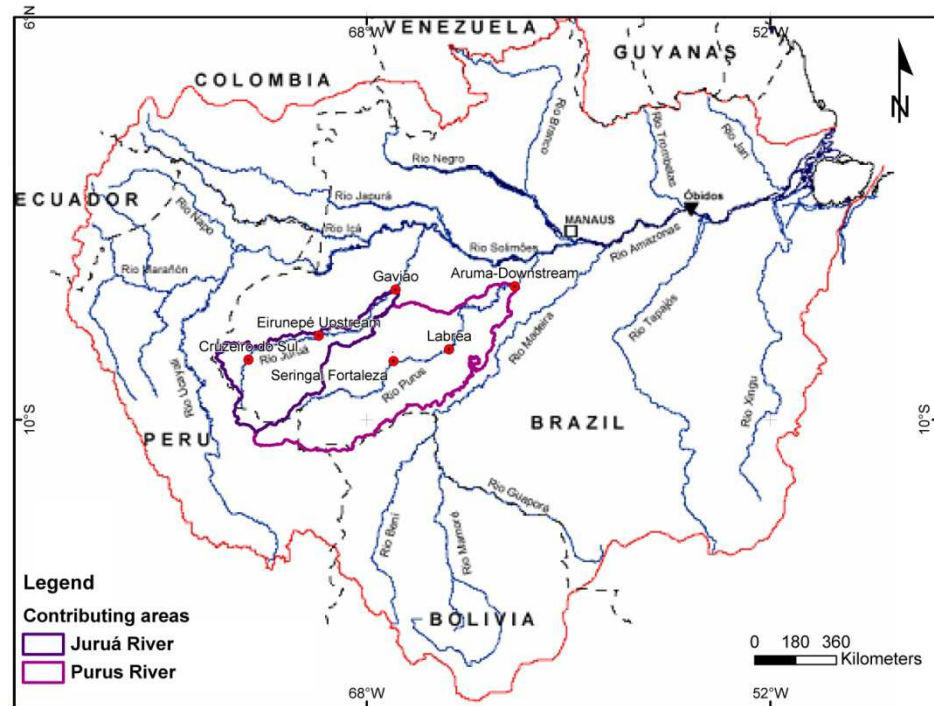 6°N
68°W
52°W
VENEZUELA
GUYANAS
COLOMBIA
N
Rio Branco
Rio Trombetas
Rio Jari
Rio Negro
ECUADOR
Rio Napo
Rio Japurá
Óbidos
MANAUS
Rio Içá
Rio Solimões
Rio Amazonas
Rio Marañón
Gavião
Aruma-Downstream
Eirunepé Upstream
Rio Madeira
Rio Tapajós
Cruzeiro do Sul
Rio Juruá
Labrea
Seringal Fortaleza
Rio Purus
Rio Ucayali
Rio Xingu
10°S
10°S
PERU
BRAZIL
Rio Guaporá
Rio Bení
Rio Mamoré
BOLIVIA
Legend
Contributing areas
Juruá River
Purus River
0 180 360
Kilometers
68°W
52°W